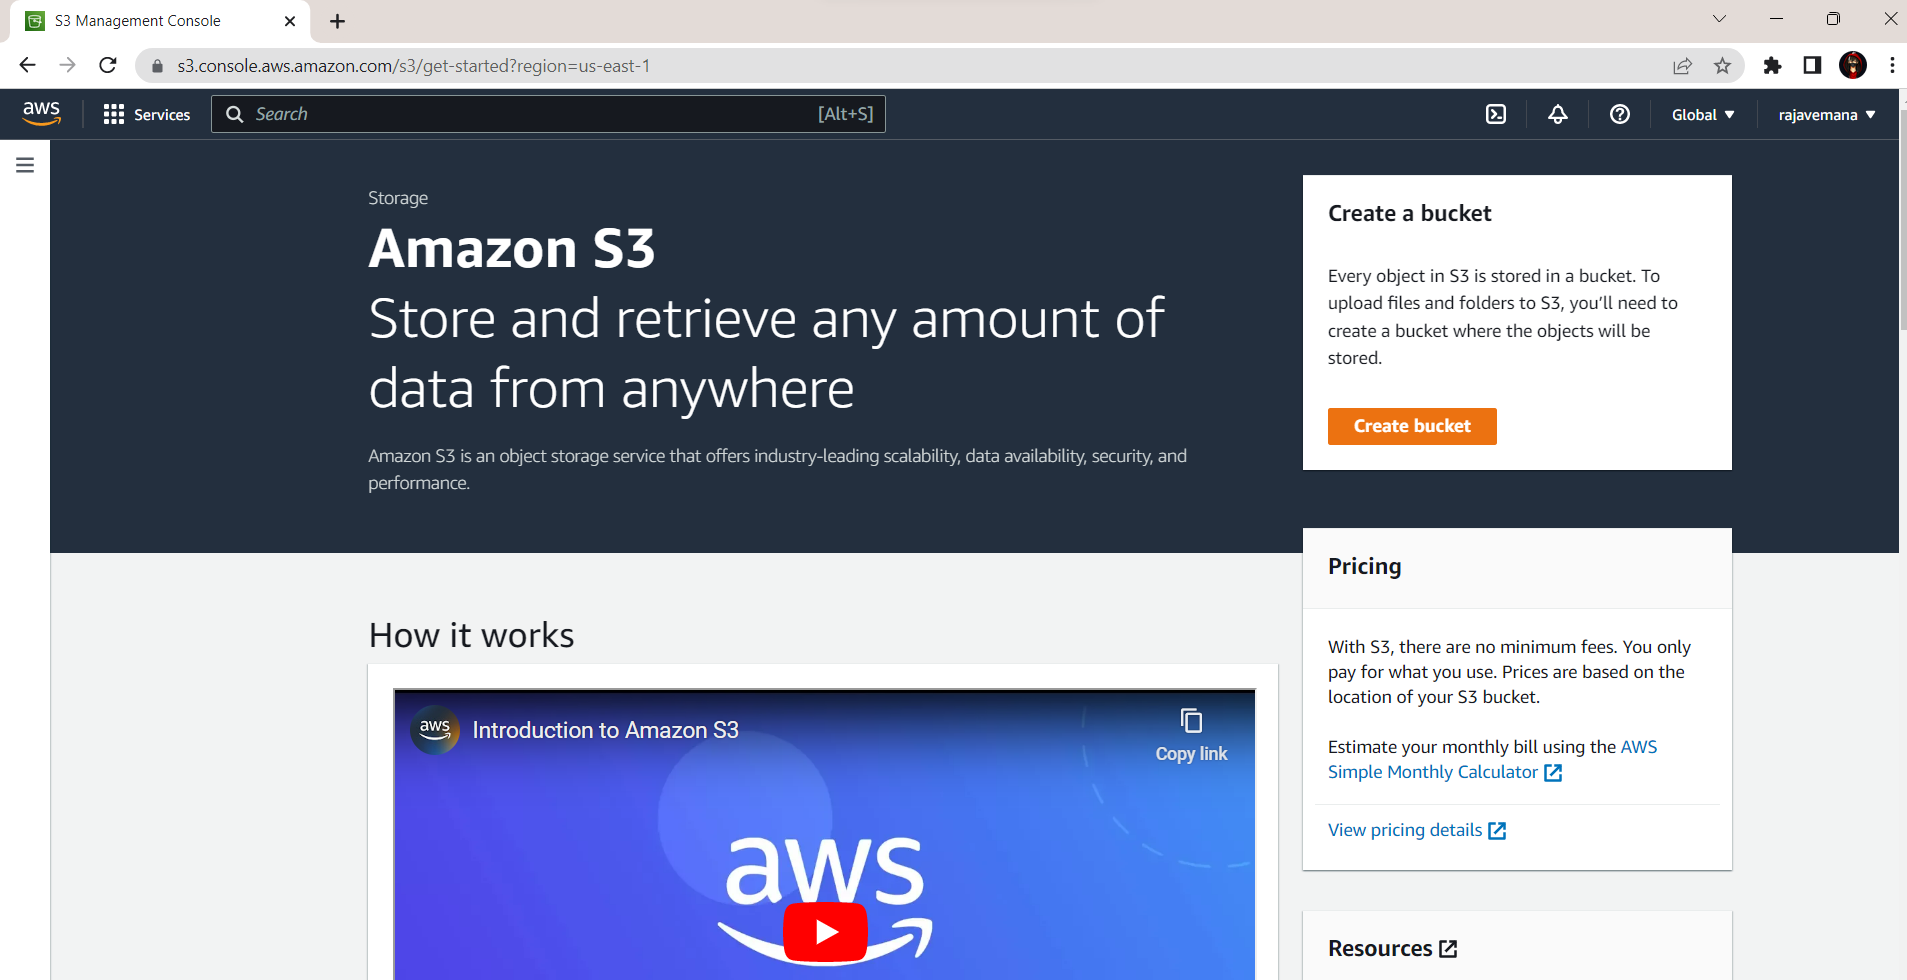 S3 Management Console
s3.console.aws.amazon.com/s3/get-started?region=us-east-1
aws
Services
Search
[Alt+S]
Global
rajavemana
Storage
Amazon S3
Store and retrieve any amount of
data from anywhere
Amazon S3 is an object storage service that offers industry-leading scalability, data availability, security, and
performance.
Create a bucket
Every object in S3 is stored in a bucket. To
upload files and folders to S3, you'll need to
create a bucket where the objects will be
stored.
Create bucket
How it works
aws
Introduction to Amazon S3
Copy link
aws
Pricing
With S3, there are no minimum fees. You only
pay for what you use. Prices are based on the
location of your S3 bucket.
Estimate your monthly bill using the AWS
Simple Monthly Calculator
View pricing details
Resources